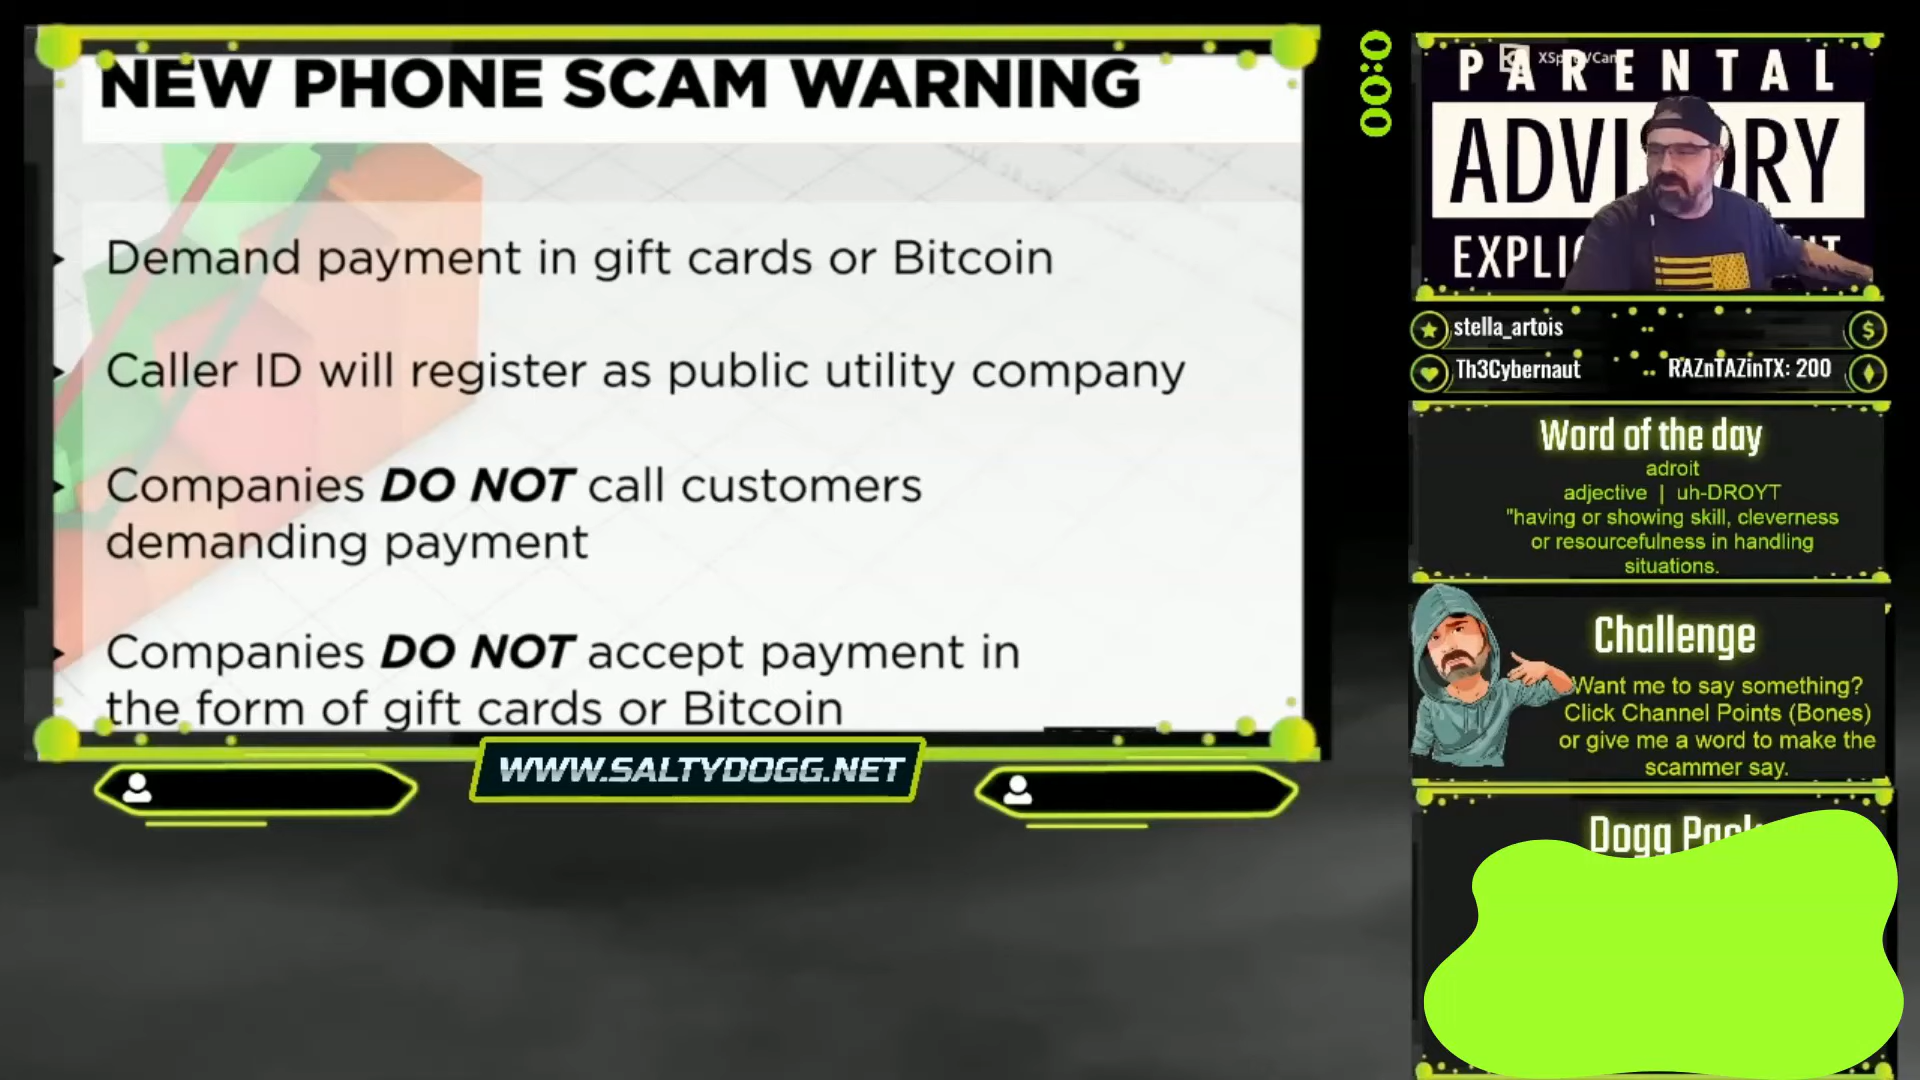 NEW PHONE SCAM WARNING
Demand payment in gift cards or Bitcoin
Caller ID will register as public utility company
Companies DO NOT call customers
demanding payment
Companies DO NOT accept payment in
the form of gift cards or Bitcoin
WWW.SALTYDOGG.NET
0:00
PARENTAL
stella_artois
Th3Cybernaut
RAZnTAZinTX: 200
Word of the day
adroit
adjective | uh-DROYT
"having or showing skill, cleverness
or resourcefulness in handling
situations.
Challenge
Want me to say something?
Click Channel Points (Bones)
or give me a word to make the
scammer say.
Dogg